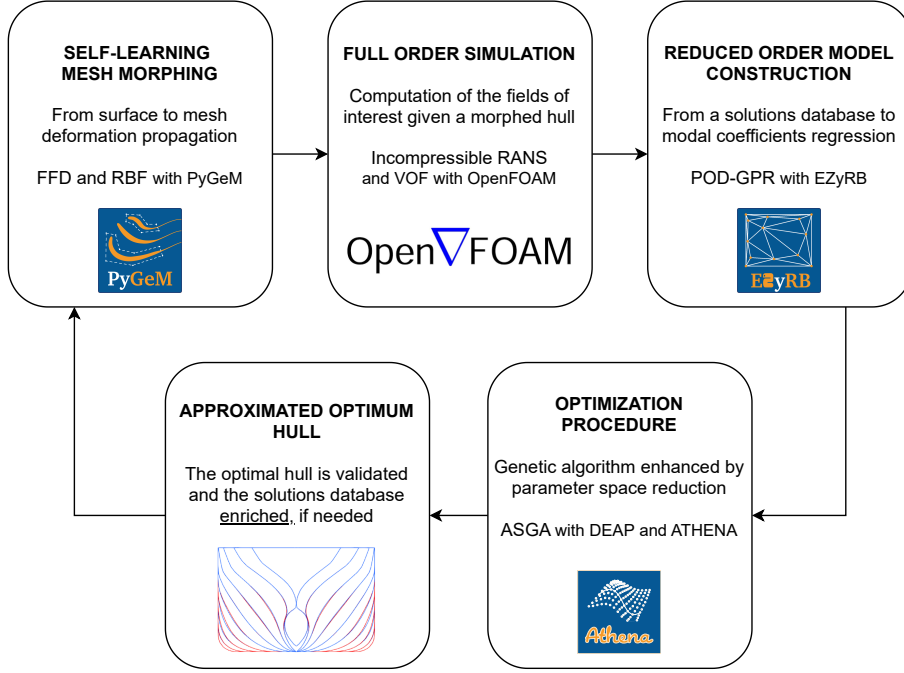 SELF-LEARNING
MESH MORPHING
From surface to mesh
deformation propagation
FFD and RBF with PyGeM
PyGeM
FULL ORDER SIMULATION
Computation of the fields of
interest given a morphed hull
Incompressible RANS
and VOF with OpenFOAM
Open∇FOAM
REDUCED ORDER MODEL
CONSTRUCTION
From a solutions database to
modal coefficients regression
POD-GPR with EZyRB
EZyRB
APPROXIMATED OPTIMUM
HULL
The optimal hull is validated
and the solutions database
enriched, if needed
OPTIMIZATION
PROCEDURE
Genetic algorithm enhanced by
parameter space reduction
ASGA with DEAP and ATHENA
Athena